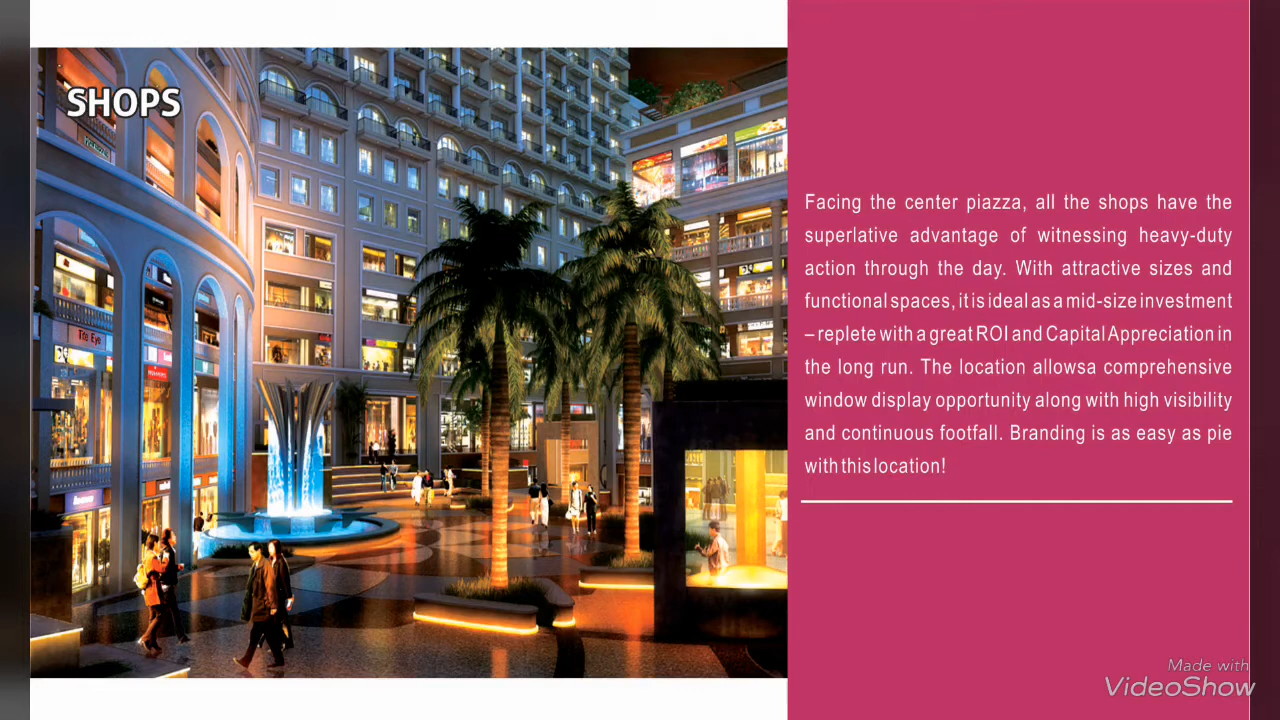 SHOPS
Facing the center piazza, all the shops have the
superlative advantage of witnessing heavy-duty
action through the day. With attractive sizes and
functional spaces, it is ideal as a mid-size investment
– replete with a great ROI and Capital Appreciation in
the long run. The location allowsa comprehensive
window display opportunity along with high visibility
and continuous footfall. Branding is as easy as pie
with this location!
The Eye
Made with
VideoShow